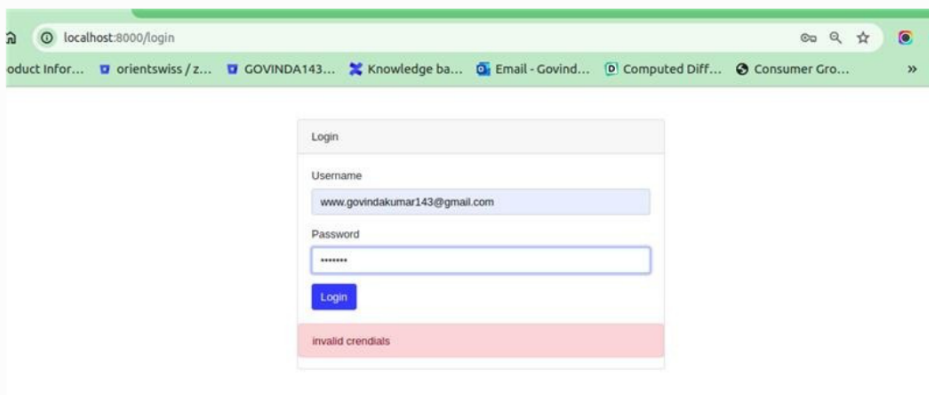 localhost:8000/login
oduct Infor... orientswiss / z... GOVINDA143... Knowledge ba... Email - Govind... Computed Diff... Consumer Gro... »
Login
Username
www.govindakumar143@gmail.com
Password
•••••••
Login
invalid crendials